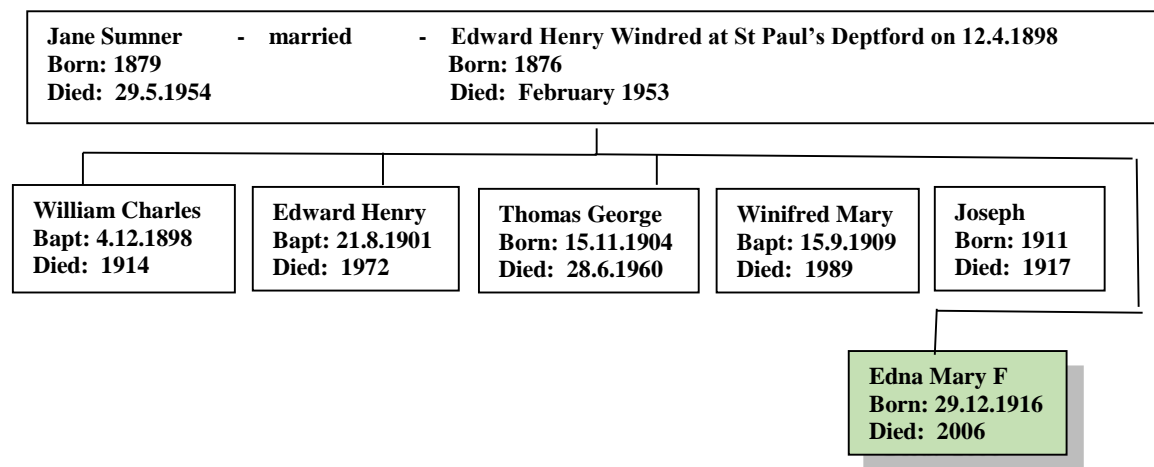 Jane Sumner - married - Edward Henry Windred at St Paul's Deptford on 12.4.1898
Born: 1879 Born: 1876
Died: 29.5.1954 Died: February 1953
William Charles
Bapt: 4.12.1898
Died: 1914
Edward Henry
Bapt: 21.8.1901
Died: 1972
Thomas George
Born: 15.11.1904
Died: 28.6.1960
Winifred Mary
Bapt: 15.9.1909
Died: 1989
Joseph
Born: 1911
Died: 1917
Edna Mary F
Born: 29.12.1916
Died: 2006